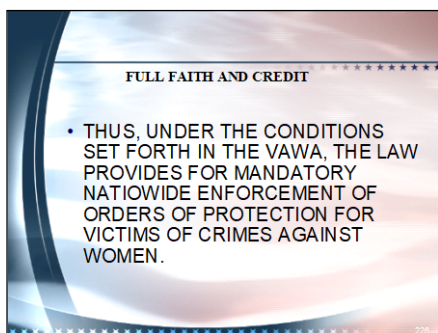 FULL FAITH AND CREDIT
• THUS, UNDER THE CONDITIONS
SET FORTH IN THE VAWA, THE LAW
PROVIDES FOR MANDATORY
NATIOWIDE ENFORCEMENT OF
ORDERS OF PROTECTION FOR
VICTIMS OF CRIMES AGAINST
WOMEN.